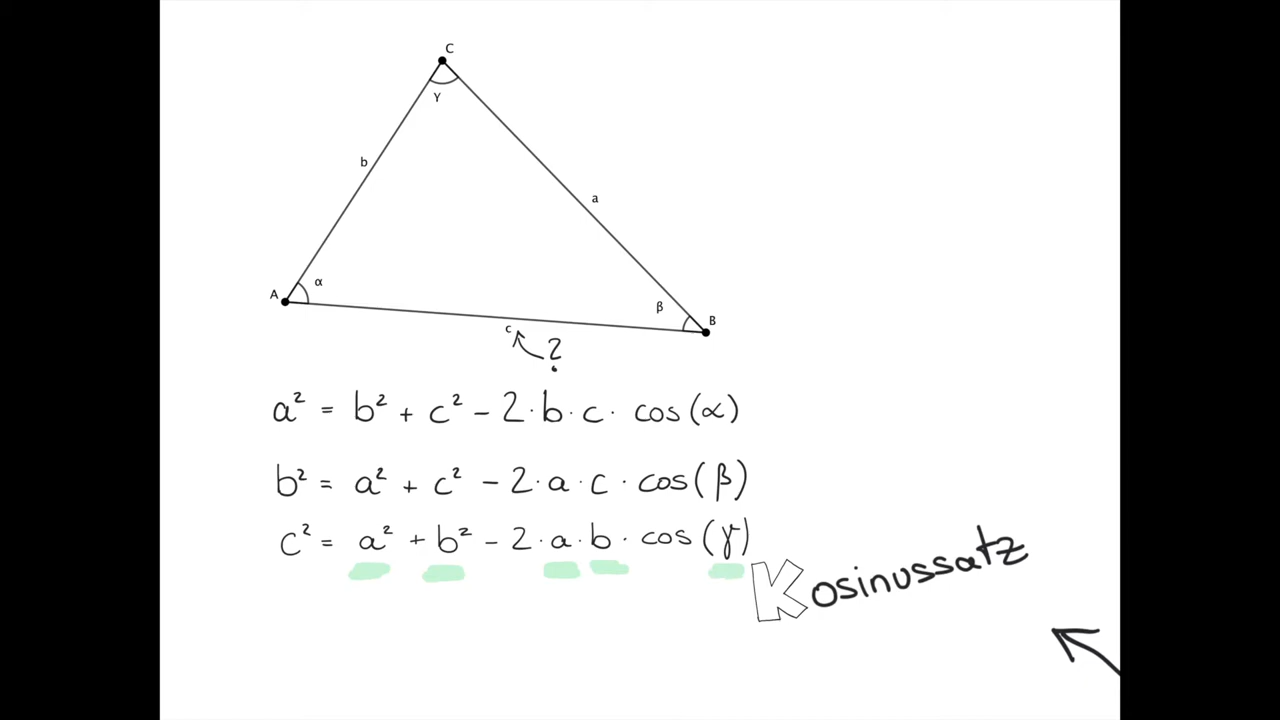 C
γ
b
a
A
α
β
B
c
?
a² = b² + c² - 2·b·c· cos(α)
b² = a² + c² - 2·a·c· cos(β)
c² = a² + b² - 2·a·b· cos(γ)
Kosinussatz